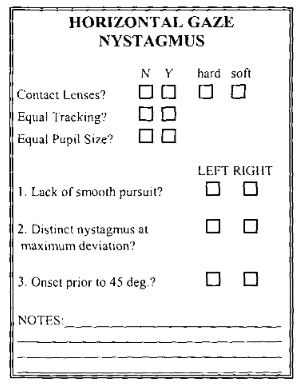 HORIZONTAL GAZE
NYSTAGMUS
N Y hard soft
Contact Lenses?
Equal Tracking?
Equal Pupil Size?
LEFT RIGHT
1. Lack of smooth pursuit?
2. Distinct nystagmus at
maximum deviation?
3. Onset prior to 45 deg.?
NOTES: